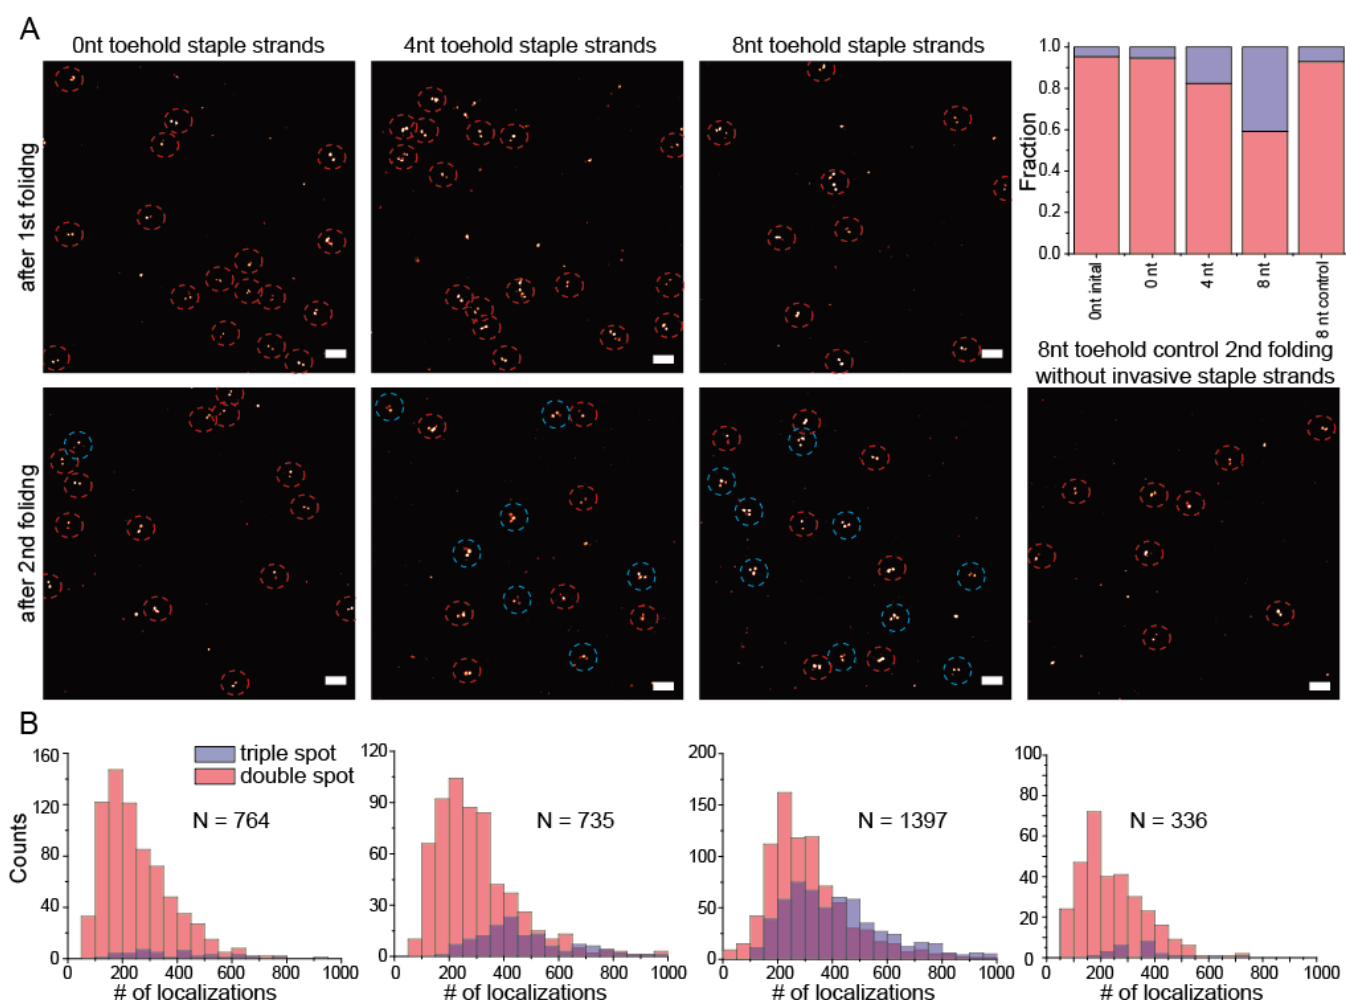 A
0nt toehold staple strands
4nt toehold staple strands
8nt toehold staple strands
after 1st folidng
1.0
0.8
0.6
0.4
0.2
0.0
Fraction
0nt inital
0 nt
4 nt
8 nt
8 nt control
8nt toehold control 2nd folding
without invasive staple strands
after 2nd foliding
B
triple spot
double spot
160
120
80
40
0
Counts
N = 764
0 200 400 600 800 1000
# of localizations
120
90
60
30
0
N = 735
0 200 400 600 800 1000
# of localizations
200
150
100
50
0
N = 1397
0 200 400 600 800 1000
# of localizations
100
80
60
40
20
0
N = 336
0 200 400 600 800 1000
# of localizations